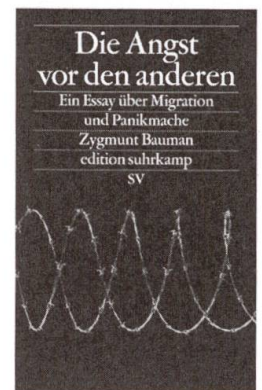 Die Angst
vor den anderen
Ein Essay über Migration
und Panikmache
Zygmunt Bauman
edition suhrkamp
SV